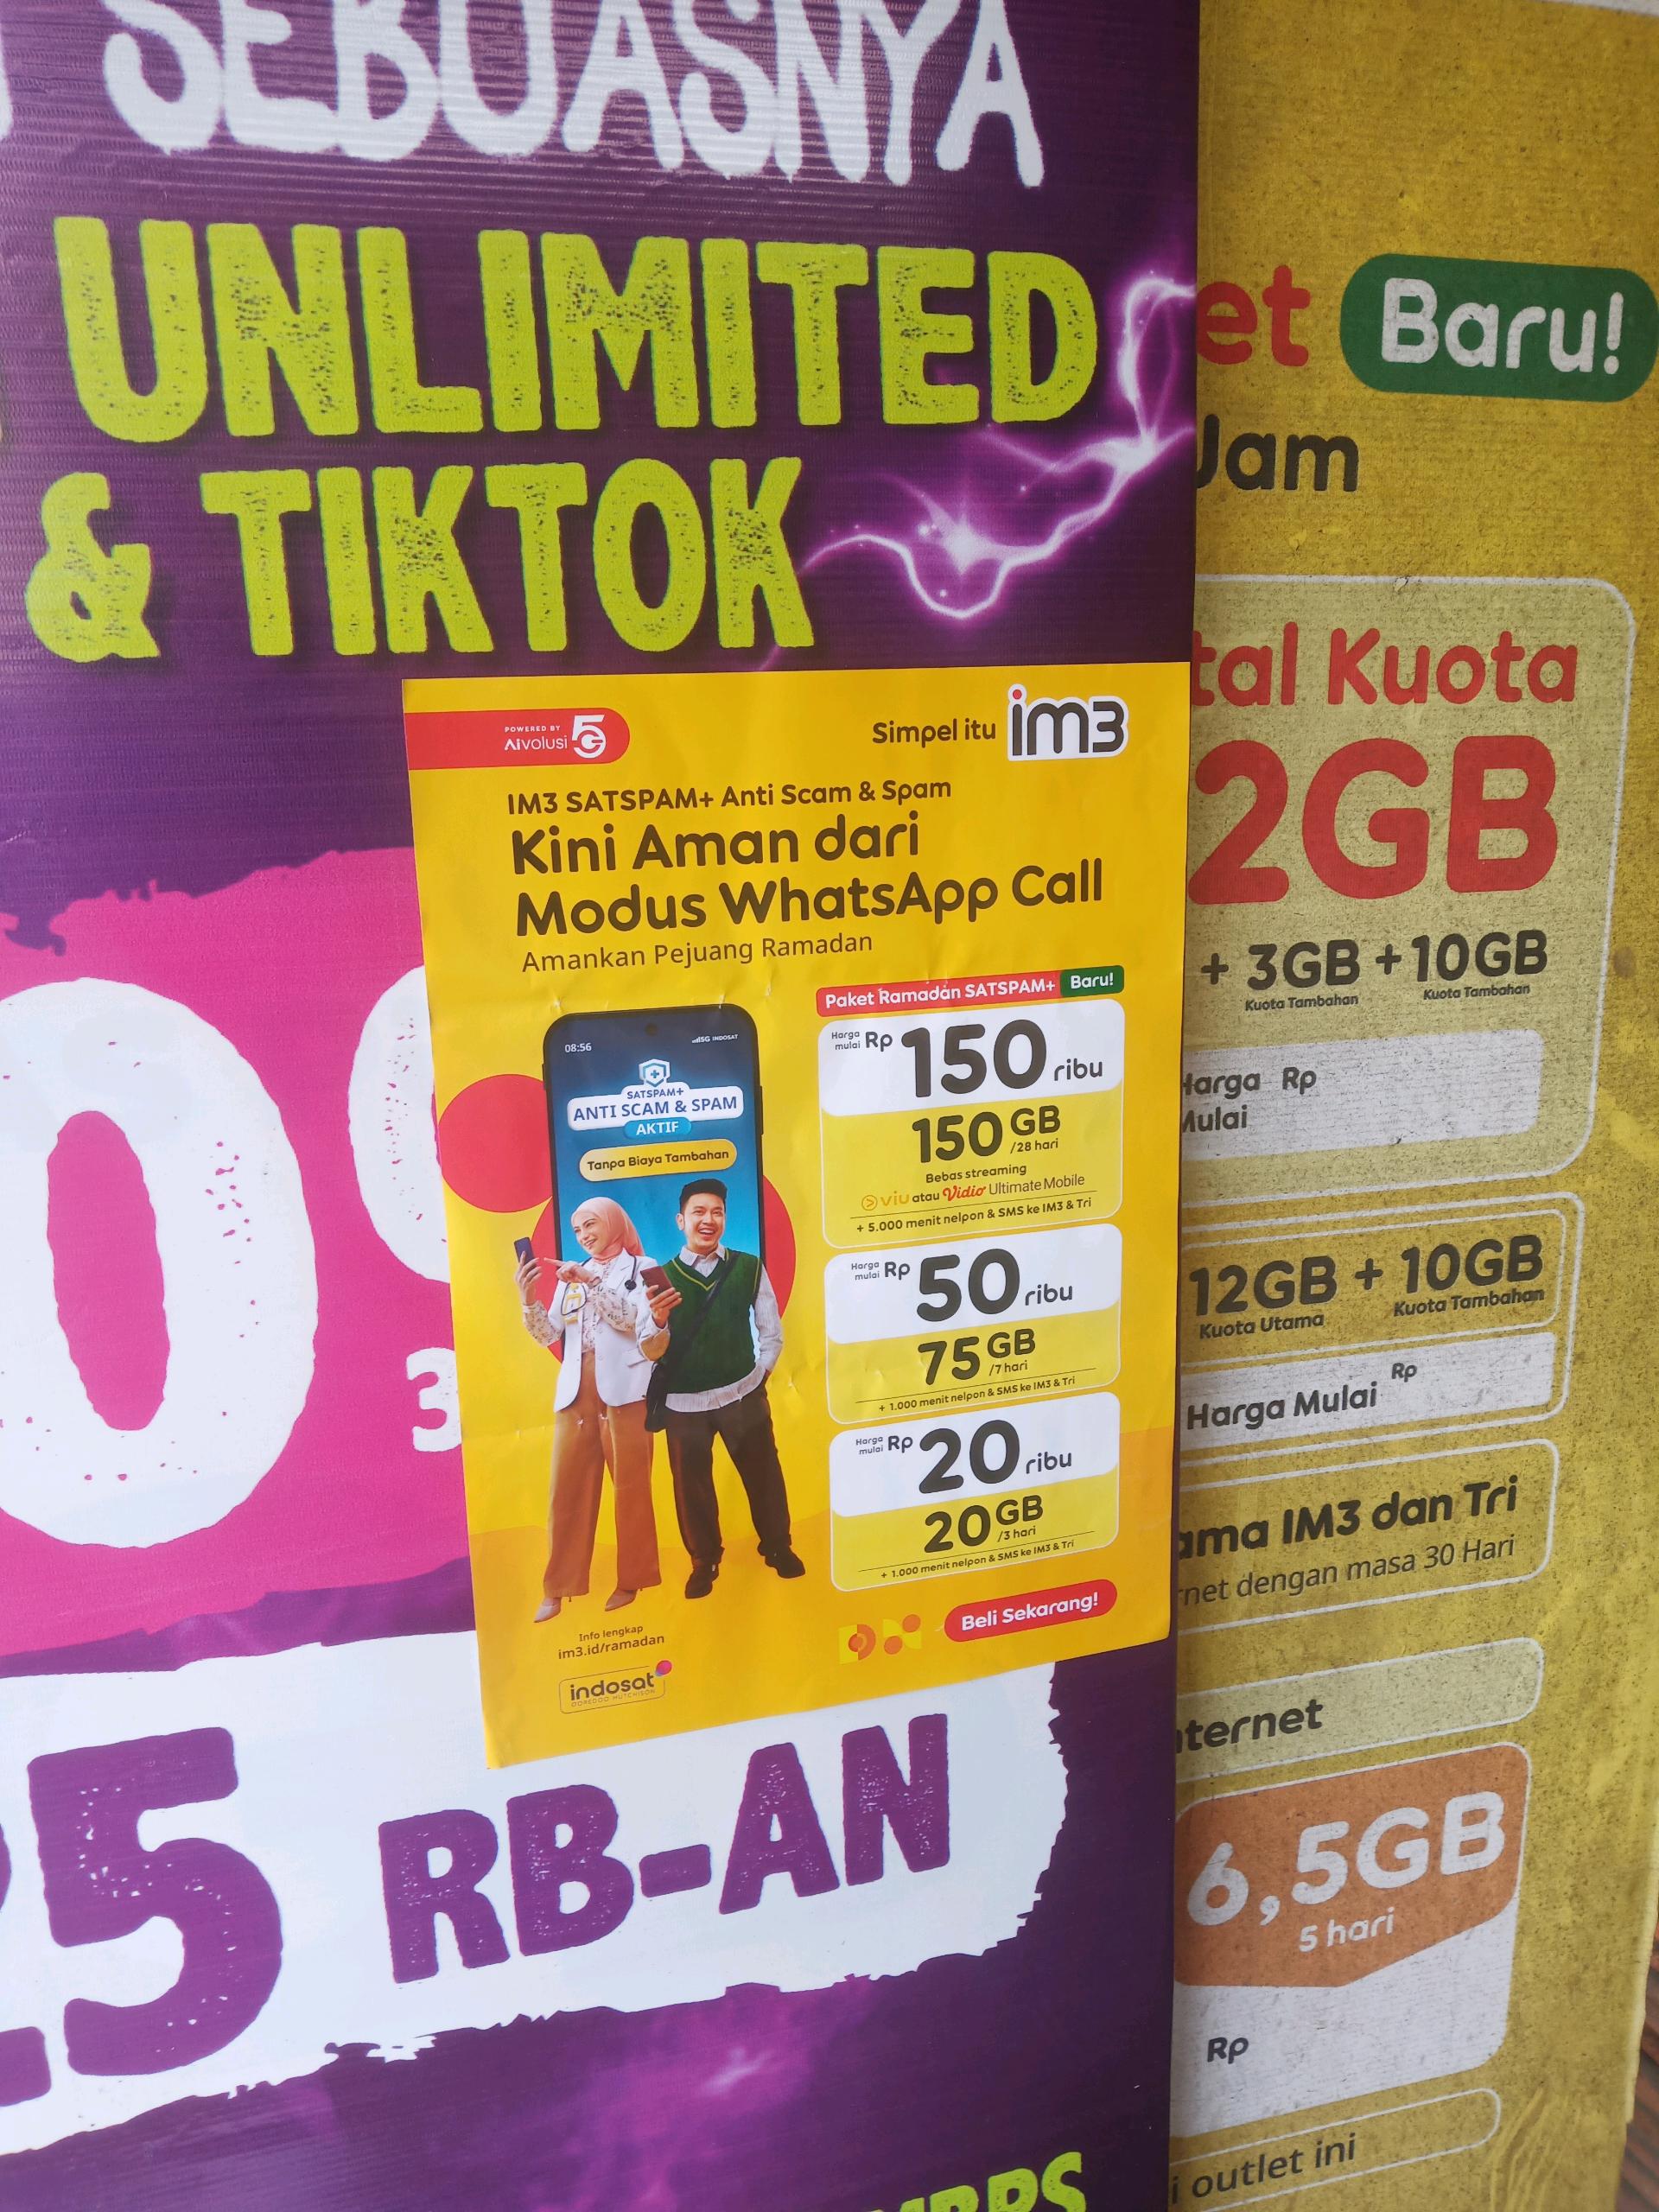 SEBUASNYA
UNLIMITED
& TIKTOK
POWERED BY
AIvolusi 5G
Simpel itu im3
IM3 SATSPAM+ Anti Scam & Spam
Kini Aman dari
Modus WhatsApp Call
Amankan Pejuang Ramadan
08:56
5G INDOSAT
SATSPAM+
ANTI SCAM & SPAM
AKTIF
Tanpa Biaya Tambahan
Paket Ramadan SATSPAM+ Baru!
Harga mulai Rp 150 ribu
150 GB /28 hari
Bebas streaming
viu atau Vidio Ultimate Mobile
+ 5.000 menit nelpon & SMS ke IM3 & Tri
Harga mulai Rp 50 ribu
75 GB /7 hari
+ 1.000 menit nelpon & SMS ke IM3 & Tri
Harga mulai Rp 20 ribu
20 GB /3 hari
+ 1.000 menit nelpon & SMS ke IM3 & Tri
Beli Sekarang!
Info lengkap
im3.id/ramadan
indosat
OOREDOO HUTCHISON
0
3
25 RB-AN
MBPS
et Baru!
Jam
tal Kuota
2GB
+ 3GB + 10GB
Kuota Tambahan Kuota Tambahan
Harga Rp
Mulai
12GB + 10GB
Kuota Utama Kuota Tambahan
Harga Mulai Rp
ama IM3 dan Tri
rnet dengan masa 30 Hari
nternet
6,5GB
5 hari
Rp
i outlet ini